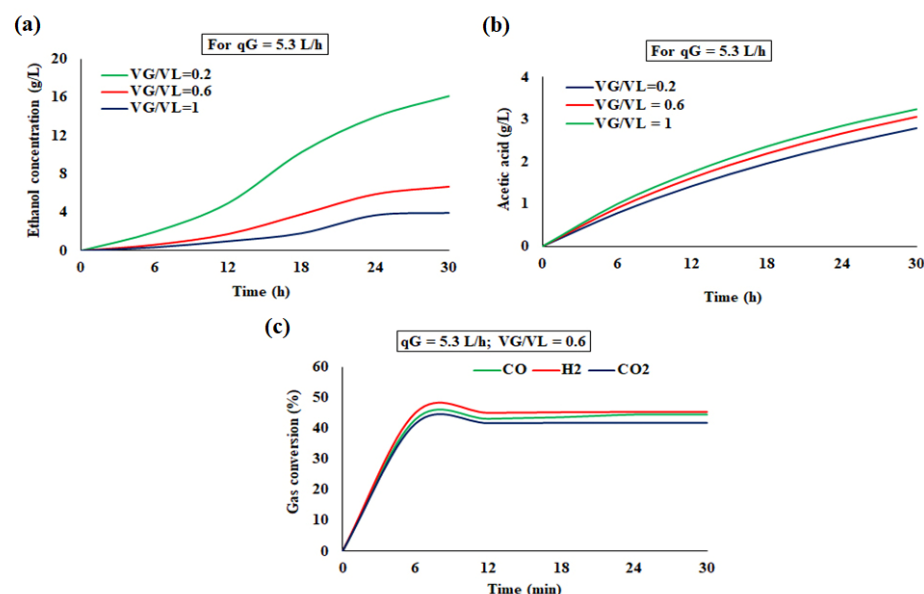 (a)
For qG = 5.3 L/h
Ethanol concentration (g/L)
20
16
12
8
4
0
VG/VL=0.2
VG/VL=0.6
VG/VL=1
0 6 12 18 24 30
Time (h)
(b)
For qG = 5.3 L/h
Acetic acid (g/L)
4
3
2
1
0
VG/VL=0.2
VG/VL = 0.6
VG/VL = 1
0 6 12 18 24 30
Time (h)
(c)
qG = 5.3 L/h; VG/VL = 0.6
CO H2 CO2
Gas conversion (%)
60
50
40
30
20
10
0
0 6 12 18 24 30
Time (min)